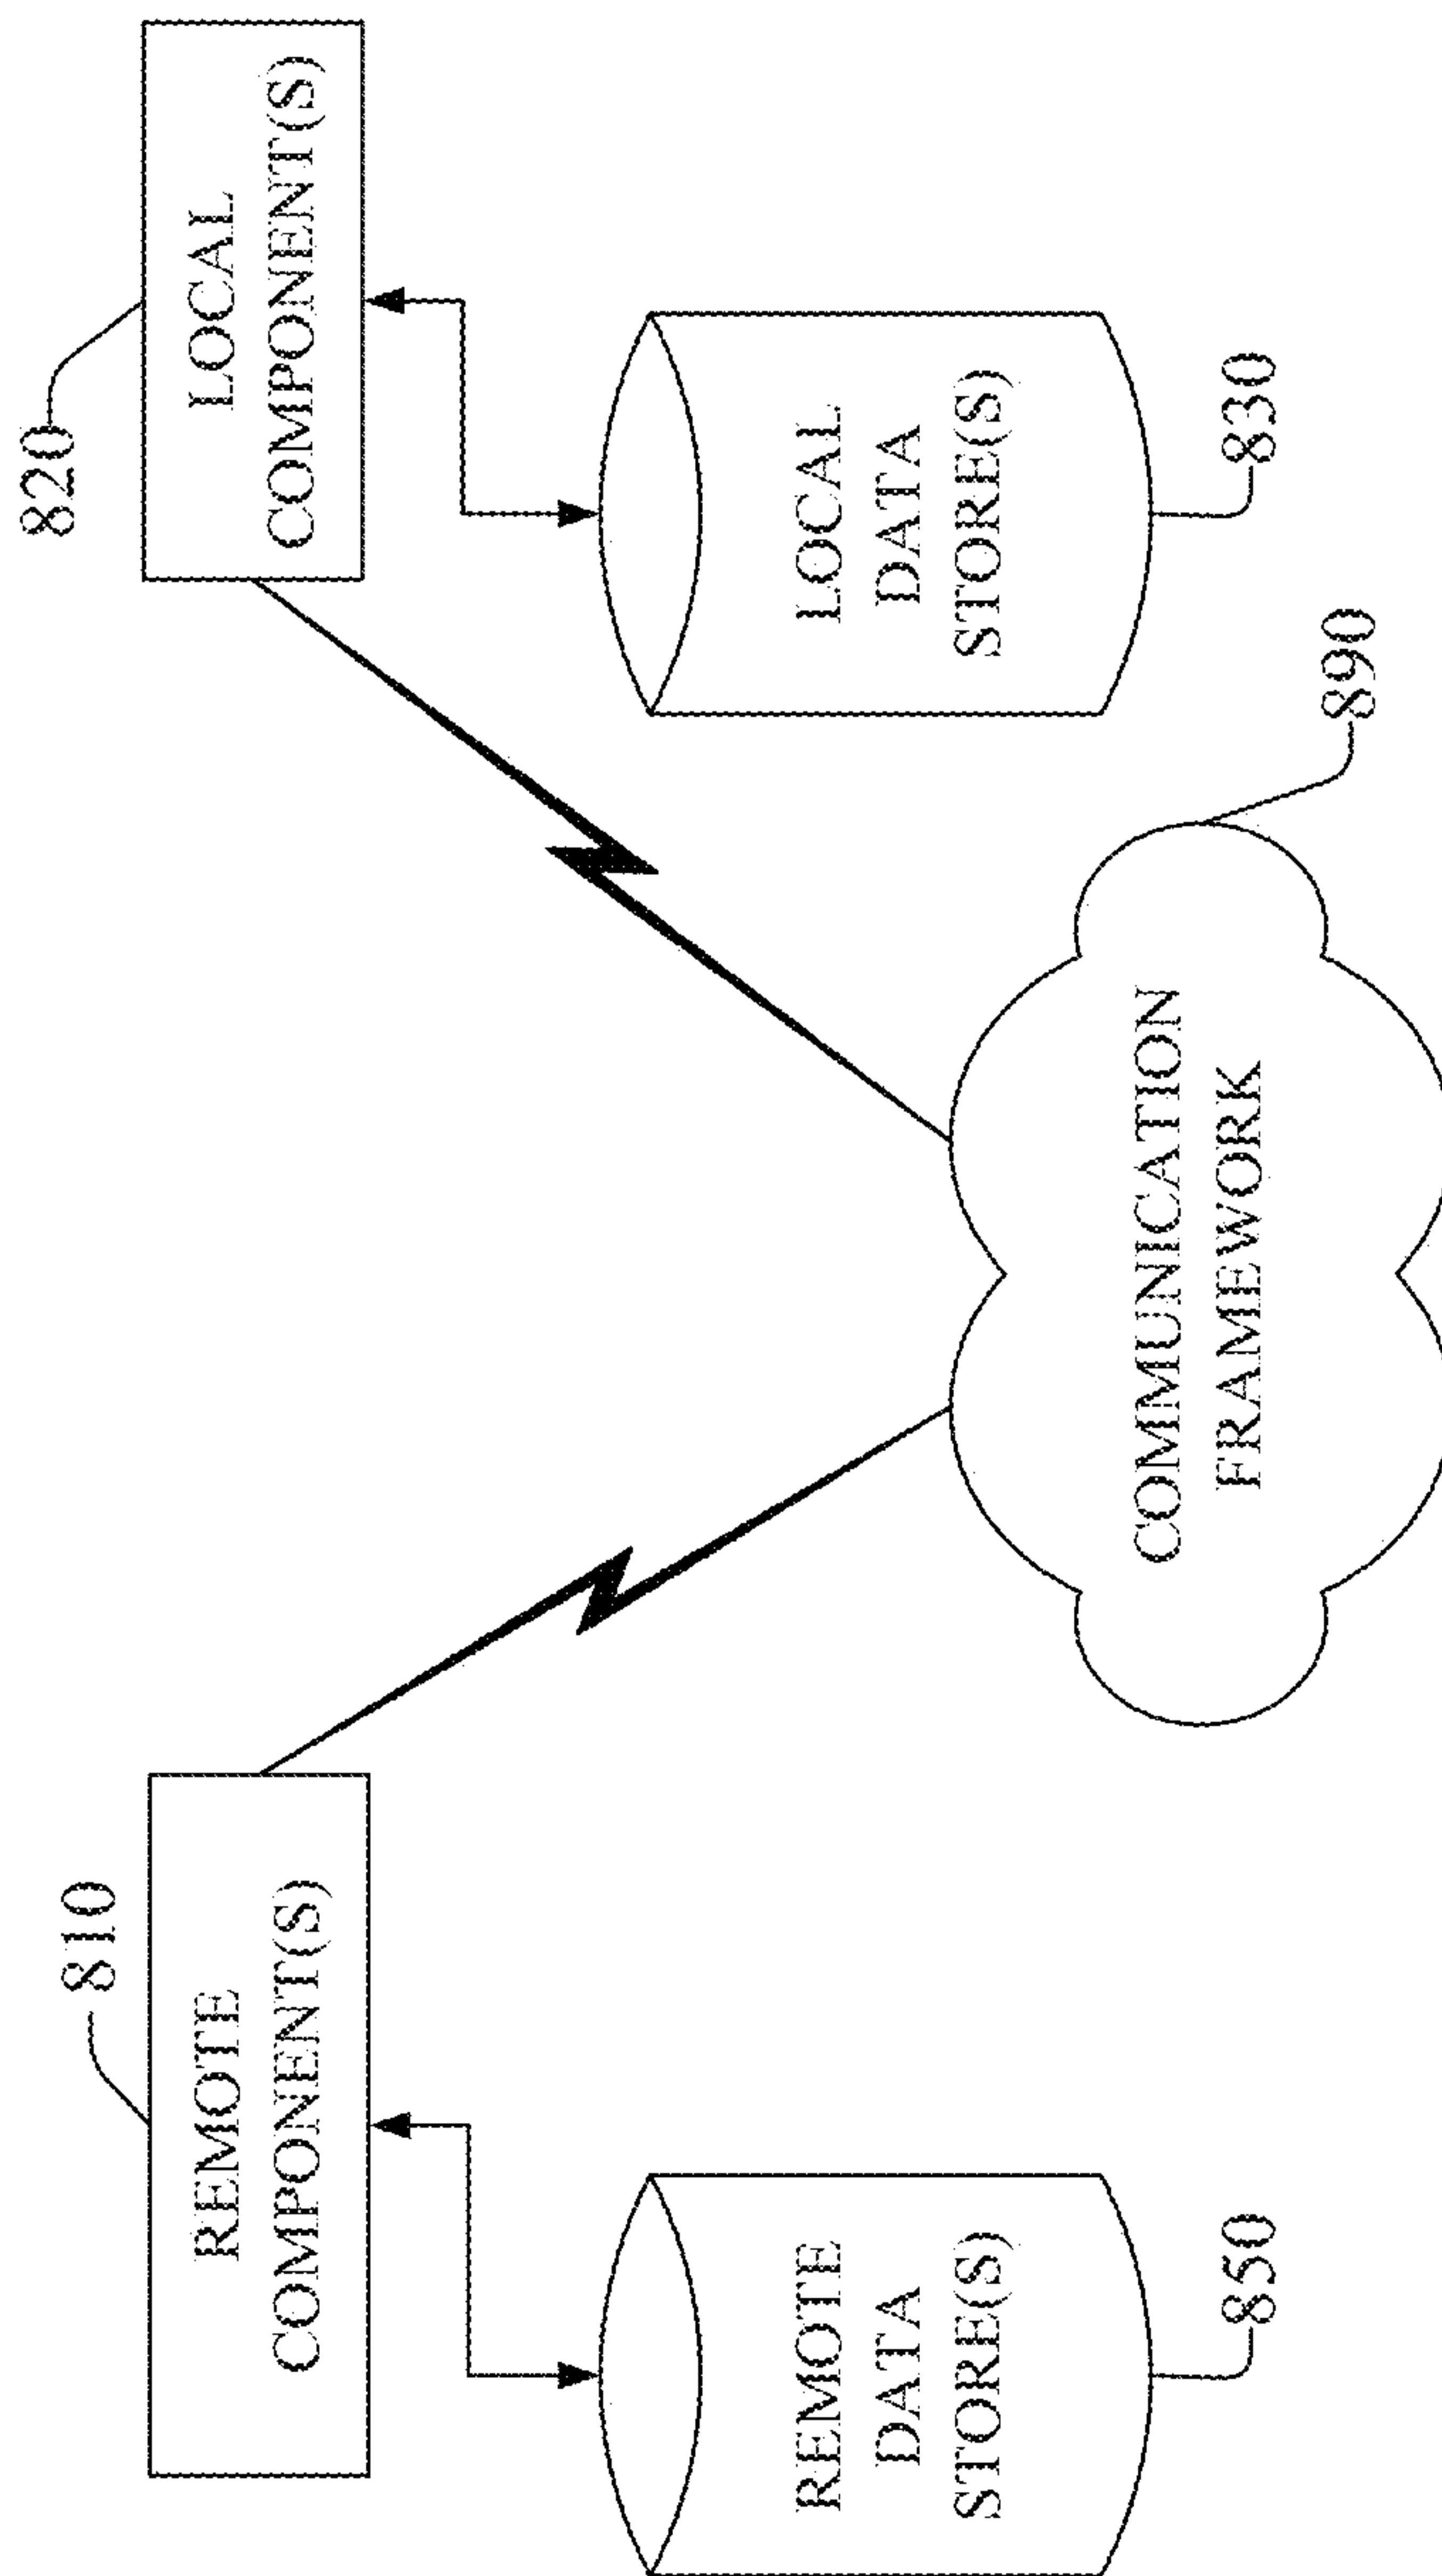 810
REMOTE
COMPONENT(S)
820
LOCAL
COMPONENT(S)
REMOTE
DATA
STORE(S)
850
LOCAL
DATA
STORE(S)
830
COMMUNICATION
FRAMEWORK
890